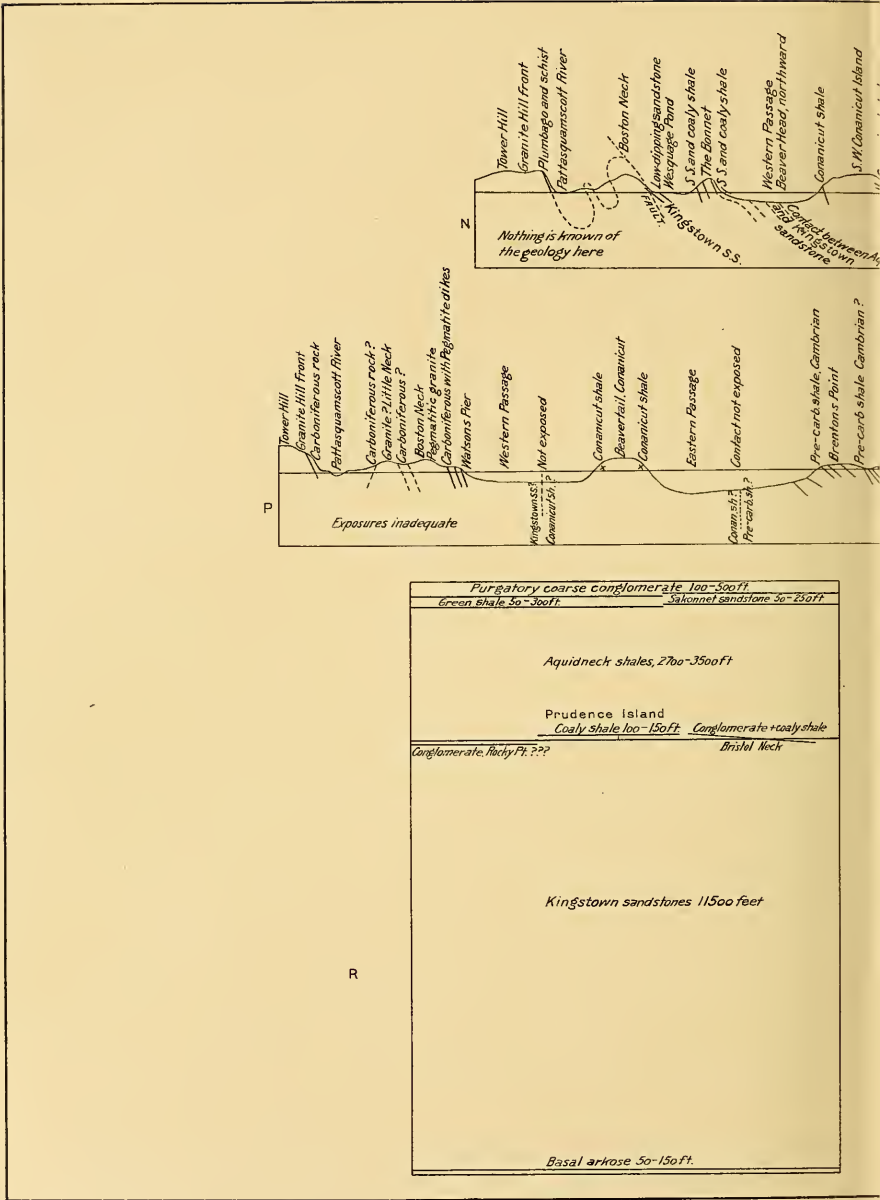 Tower Hill
Granite Hill Front
Plumbago and schist
Pattasquamscott River
Boston Neck
Low-dipping sandstone
Wesquage Pond
S.S. and coaly shale
The Bonnet
S.S. and coaly shale
Western Passage
Beaver Head, northward
Conanicut shale
S.W. Conanicut Island
N
Nothing is known of
the geology here
FAULT
Kingstown S.S.
Contact between Aq
and Kingstown
sandstone
Tower Hill
Granite Hill Front
Carboniferous rock
Pattasquamscott River
Carboniferous rock?
Granite? Little Neck
Carboniferous?
Boston Neck
Pegmatitic granite
Carboniferous with Pegmatite dikes
Watsons Pier
Western Passage
Not exposed
Conanicut shale
Beavertail, Conanicut
Conanicut shale
Eastern Passage
Contact not exposed
Pre-carb. shale, Cambrian
Brentons Point
Pre-carb shale Cambrian?
P
Exposures inadequate
Kingstown ss?
Conanicut sh.?
x
x
Conan. sh?
Pre-carb. sh.?
Purgatory coarse conglomerate 100-500ft.
Green shale 50-300ft. Sakonnet sandstone 50-250ft
Aquidneck shales, 2700-3500ft
Prudence Island
Coaly shale 100-150ft. Conglomerate + coaly shale
Conglomerate, Rocky Pt. ??? Bristol Neck
Kingstown sandstones 11500 feet
R
Basal arkose 50-150ft.